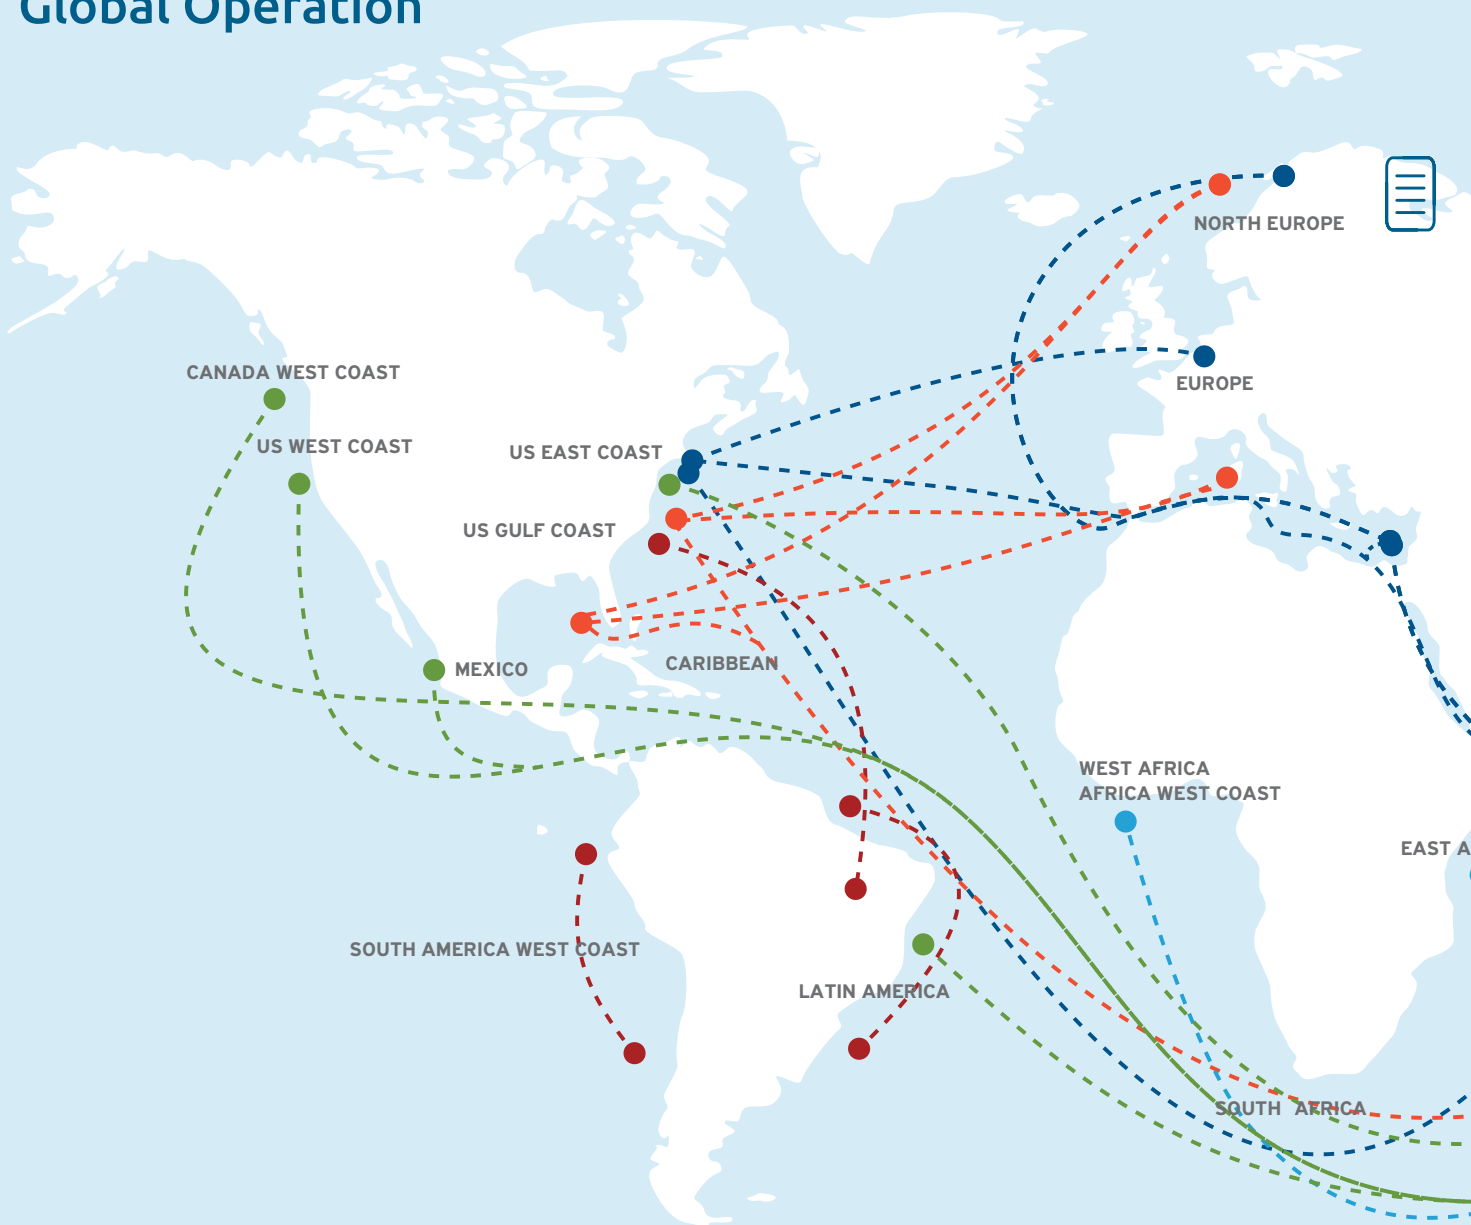 Global Operation
NORTH EUROPE
CANADA WEST COAST
EUROPE
US WEST COAST
US EAST COAST
US GULF COAST
CARIBBEAN
MEXICO
WEST AFRICA
AFRICA WEST COAST
EAST A
SOUTH AMERICA WEST COAST
LATIN AMERICA
SOUTH AFRICA